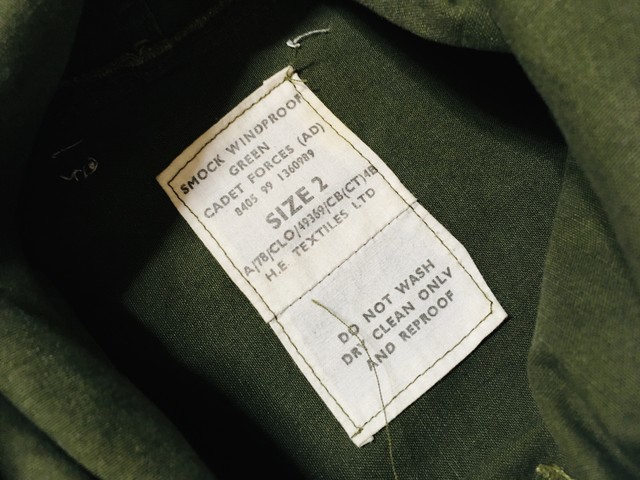 SMOCK WINDPROOF
GREEN
CADET FORCES (AD)
8405 99 1360989
SIZE 2
A/78/CLO/49369/CB(CT)4B
H.E. TEXTILES LTD
DO NOT WASH
DRY CLEAN ONLY
AND REPROOF